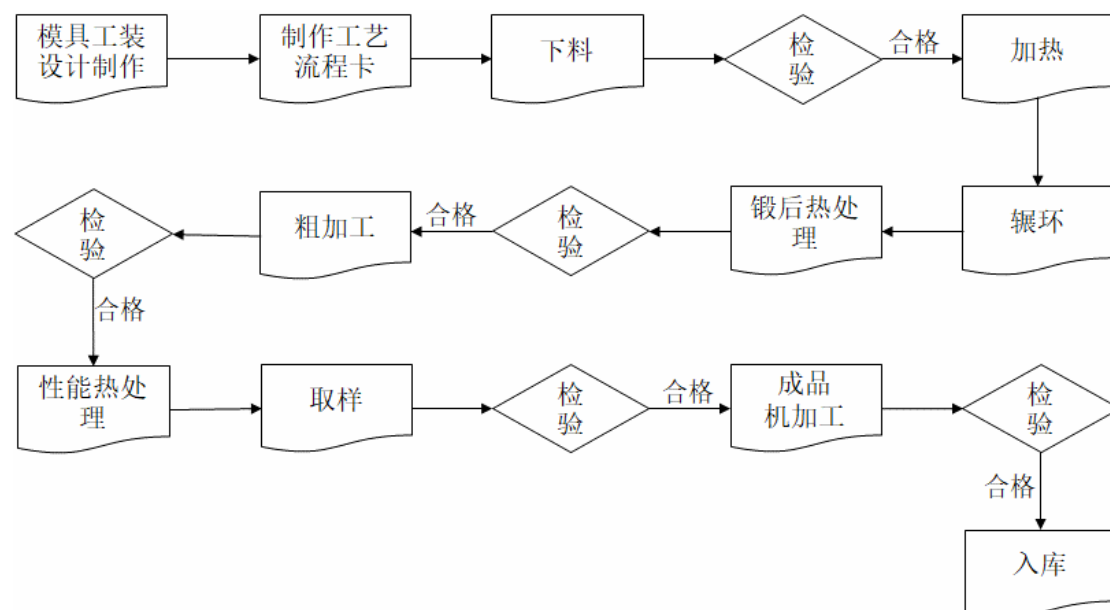 模具工装
设计制作
制作工艺
流程卡
下料
检
验
合格
加热
辗环
锻后热处
理
检
验
合格
粗加工
检
验
合格
性能热处
理
取样
检
验
合格
成品
机加工
检
验
合格
入库